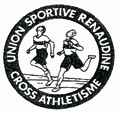 UNION SPORTIVE RENAUDINE
CROSS ATHLETISME